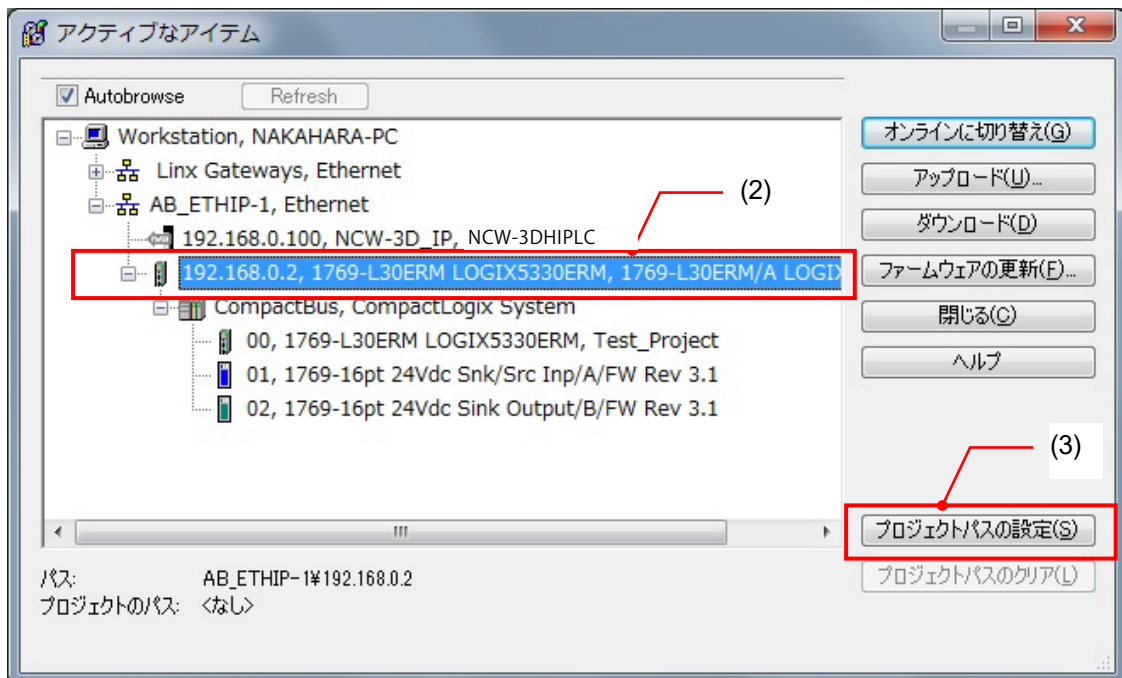 アクティブなアイテム
Autobrowse
Refresh
Workstation, NAKAHARA-PC
Linx Gateways, Ethernet
AB_ETHIP-1, Ethernet
192.168.0.100, NCW-3D_IP, NCW-3DHIPLC
192.168.0.2, 1769-L30ERM LOGIX5330ERM, 1769-L30ERM/A LOGIX
CompactBus, CompactLogix System
00, 1769-L30ERM LOGIX5330ERM, Test_Project
01, 1769-16pt 24Vdc Snk/Src Inp/A/FW Rev 3.1
02, 1769-16pt 24Vdc Sink Output/B/FW Rev 3.1
(2)
オンラインに切り替え(G)
アップロード(U)...
ダウンロード(D)
ファームウェアの更新(F)...
閉じる(C)
ヘルプ
(3)
プロジェクトパスの設定(S)
プロジェクトパスのクリア(L)
パス: AB_ETHIP-1¥192.168.0.2
プロジェクトのパス: <なし>